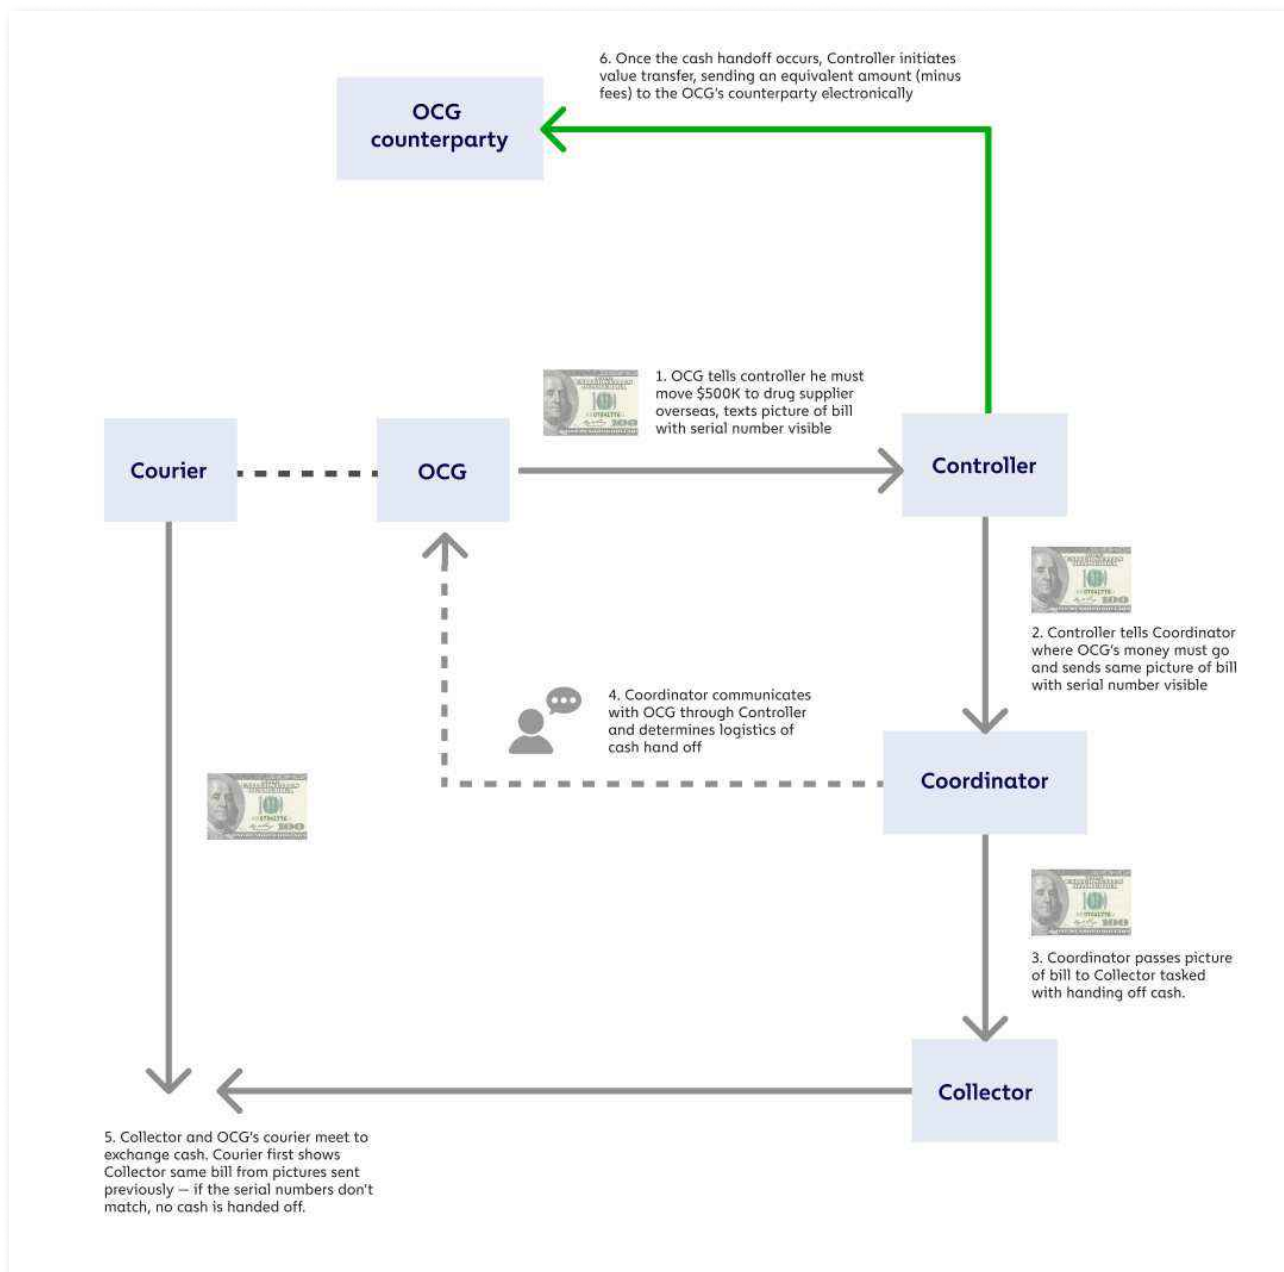 6. Once the cash handoff occurs, Controller initiates
value transfer, sending an equivalent amount (minus
fees) to the OCG's counterparty electronically
OCG
counterparty
1. OCG tells controller he must
move $500K to drug supplier
overseas, texts picture of bill
with serial number visible
Courier
OCG
Controller
2. Controller tells Coordinator
where OCG's money must go
and sends same picture of bill
with serial number visible
4. Coordinator communicates
with OCG through Controller
and determines logistics of
cash hand off
Coordinator
3. Coordinator passes picture
of bill to Collector tasked
with handing off cash.
Collector
5. Collector and OCG's courier meet to
exchange cash. Courier first shows
Collector same bill from pictures sent
previously — if the serial numbers don't
match, no cash is handed off.